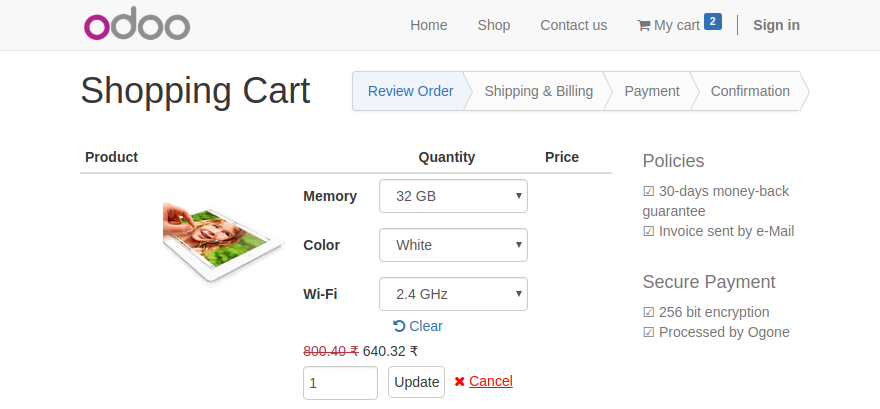 odoo
Home Shop Contact us My cart 2 Sign in
Shopping Cart
Review Order Shipping & Billing Payment Confirmation
Product Quantity Price
Memory 32 GB
Color White
Wi-Fi 2.4 GHz
Clear
800.40 ₹ 640.32 ₹
1 Update Cancel
Policies
30-days money-back
guarantee
Invoice sent by e-Mail
Secure Payment
256 bit encryption
Processed by Ogone